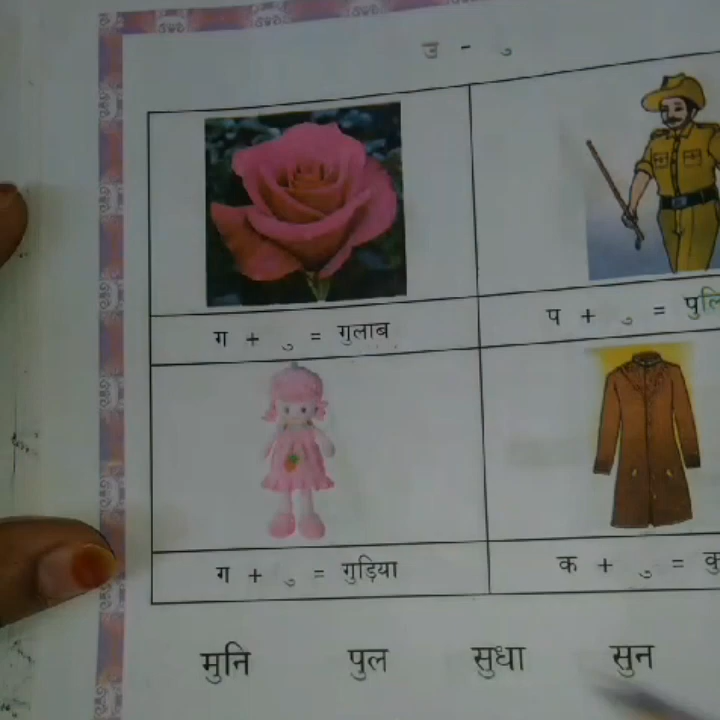 उ - ु
ग + ु = गुलाब
प + ु =
ग + ु = गुड़िया
क + ु =
मुनि पुल सुधा सुन